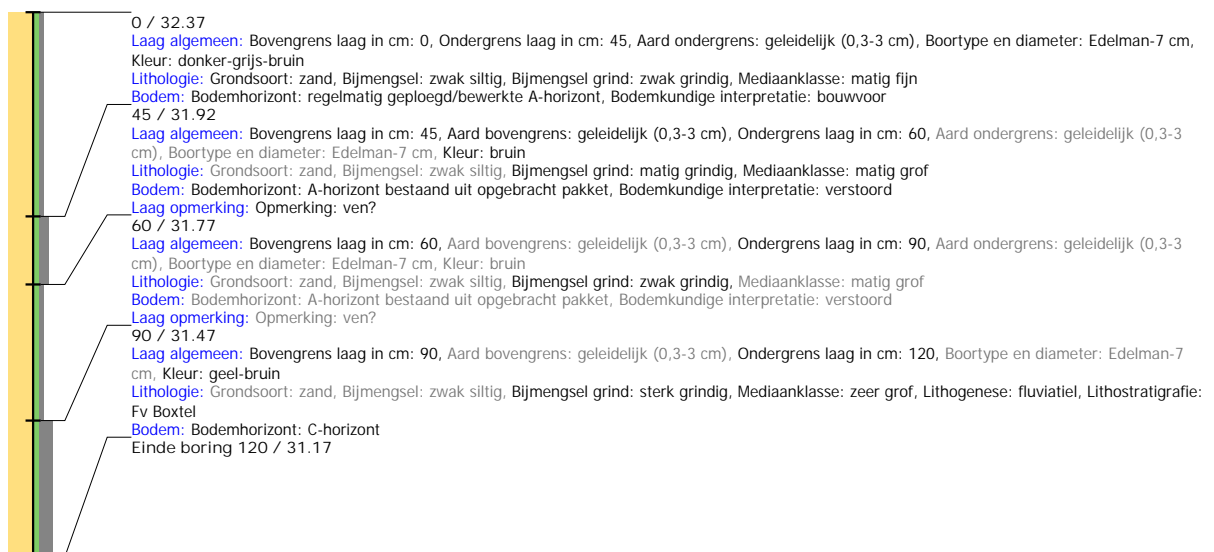 0 / 32.37
Laag algemeen: Bovengrens laag in cm: 0, Ondergrens laag in cm: 45, Aard ondergrens: geleidelijk (0,3-3 cm), Boortype en diameter: Edelman-7 cm,
Kleur: donker-grijs-bruin
Lithologie: Grondsoort: zand, Bijmengsel: zwak siltig, Bijmengsel grind: zwak grindig, Mediaanklasse: matig fijn
Bodem: Bodemhorizont: regelmatig geploegd/bewerkte A-horizont, Bodemkundige interpretatie: bouwvoor
45 / 31.92
Laag algemeen: Bovengrens laag in cm: 45, Aard bovengrens: geleidelijk (0,3-3 cm), Ondergrens laag in cm: 60, Aard ondergrens: geleidelijk (0,3-3
cm), Boortype en diameter: Edelman-7 cm, Kleur: bruin
Lithologie: Grondsoort: zand, Bijmengsel: zwak siltig, Bijmengsel grind: matig grindig, Mediaanklasse: matig grof
Bodem: Bodemhorizont: A-horizont bestaand uit opgebracht pakket, Bodemkundige interpretatie: verstoord
Laag opmerking: Opmerking: ven?
60 / 31.77
Laag algemeen: Bovengrens laag in cm: 60, Aard bovengrens: geleidelijk (0,3-3 cm), Ondergrens laag in cm: 90, Aard ondergrens: geleidelijk (0,3-3
cm), Boortype en diameter: Edelman-7 cm, Kleur: bruin
Lithologie: Grondsoort: zand, Bijmengsel: zwak siltig, Bijmengsel grind: zwak grindig, Mediaanklasse: matig grof
Bodem: Bodemhorizont: A-horizont bestaand uit opgebracht pakket, Bodemkundige interpretatie: verstoord
Laag opmerking: Opmerking: ven?
90 / 31.47
Laag algemeen: Bovengrens laag in cm: 90, Aard bovengrens: geleidelijk (0,3-3 cm), Ondergrens laag in cm: 120, Boortype en diameter: Edelman-7
cm, Kleur: geel-bruin
Lithologie: Grondsoort: zand, Bijmengsel: zwak siltig, Bijmengsel grind: sterk grindig, Mediaanklasse: zeer grof, Lithogenese: fluviatiel, Lithostratigrafie:
Fv Boxtel
Bodem: Bodemhorizont: C-horizont
Einde boring 120 / 31.17